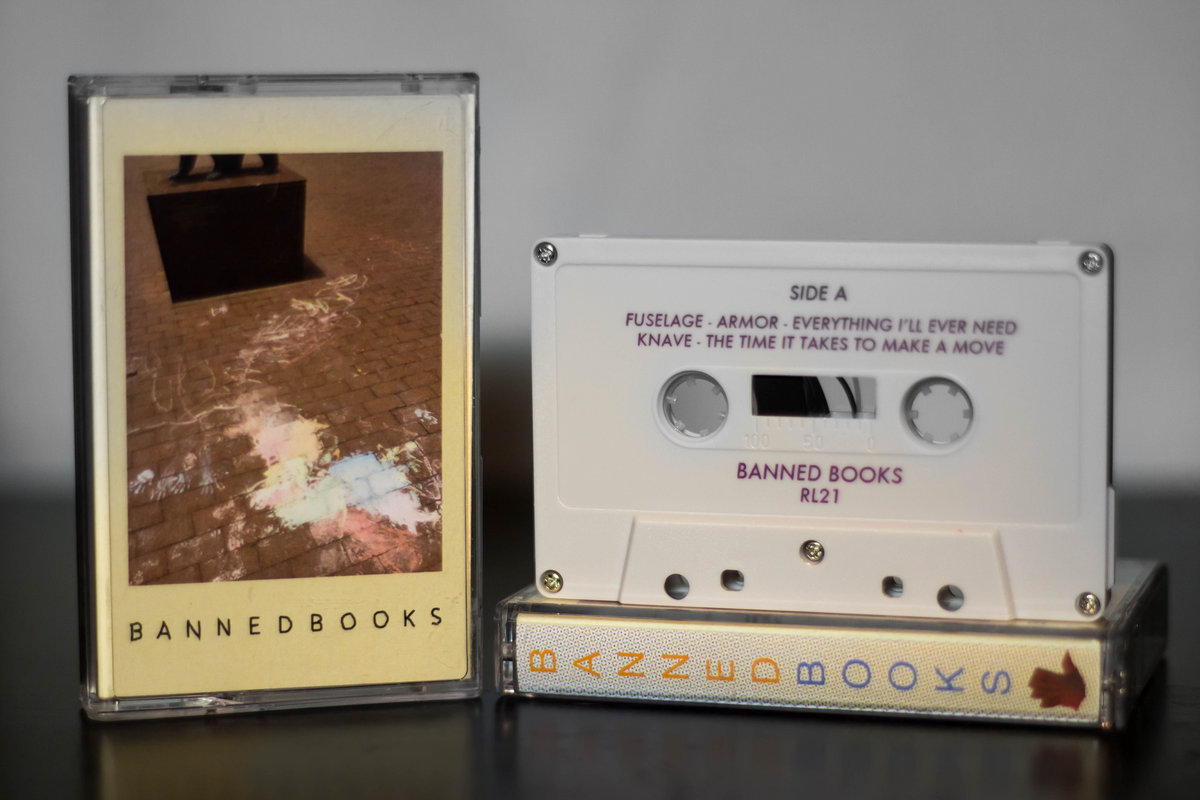 BANNEDBOOKS
SIDE A
FUSELAGE - ARMOR - EVERYTHING I'LL EVER NEED
KNAVE - THE TIME IT TAKES TO MAKE A MOVE
100 50 0
BANNED BOOKS
RL21
BANNEDBOOKS